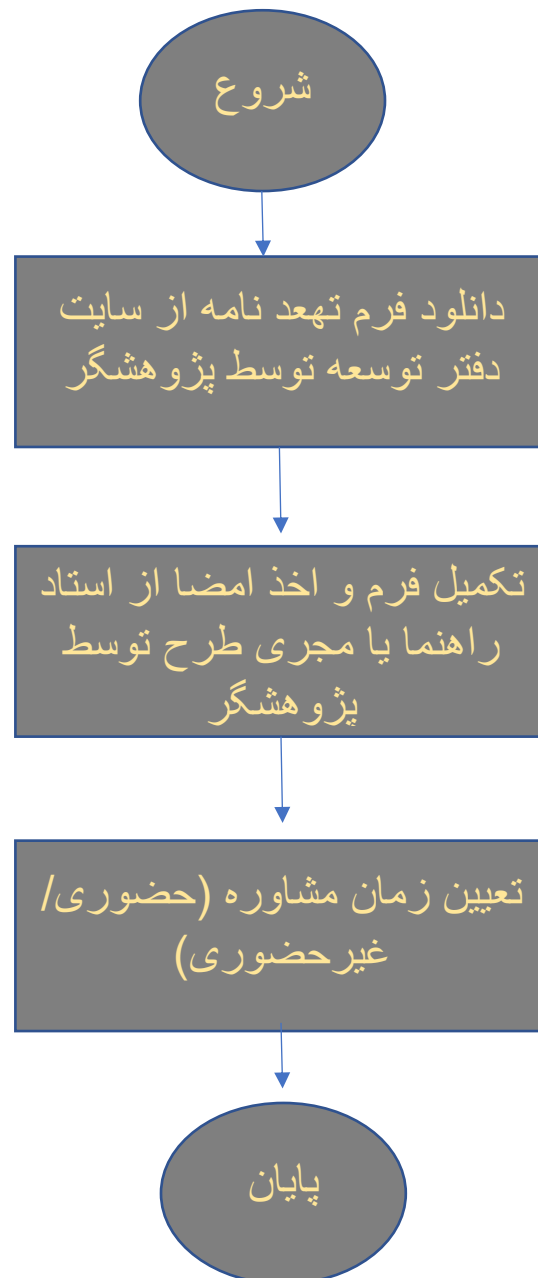 شروع
دانلود فرم تهعد نامه از سایت
دفتر توسعه توسط پژوهشگر
تکمیل فرم و اخذ امضا از استاد
راهنما یا مجری طرح توسط
پژوهشگر
تعیین زمان مشاوره (حضوری/
غیرحضوری)
پایان